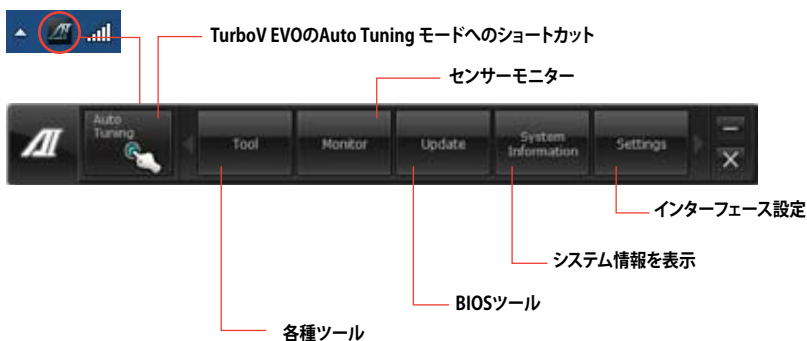 TurboV EVOのAuto Tuning モードへのショートカット
センサーモニター
Auto
Tuning
Tool
Monitor
Update
System
Information
Settings
インターフェース設定
システム情報を表示
BIOSツール
各種ツール